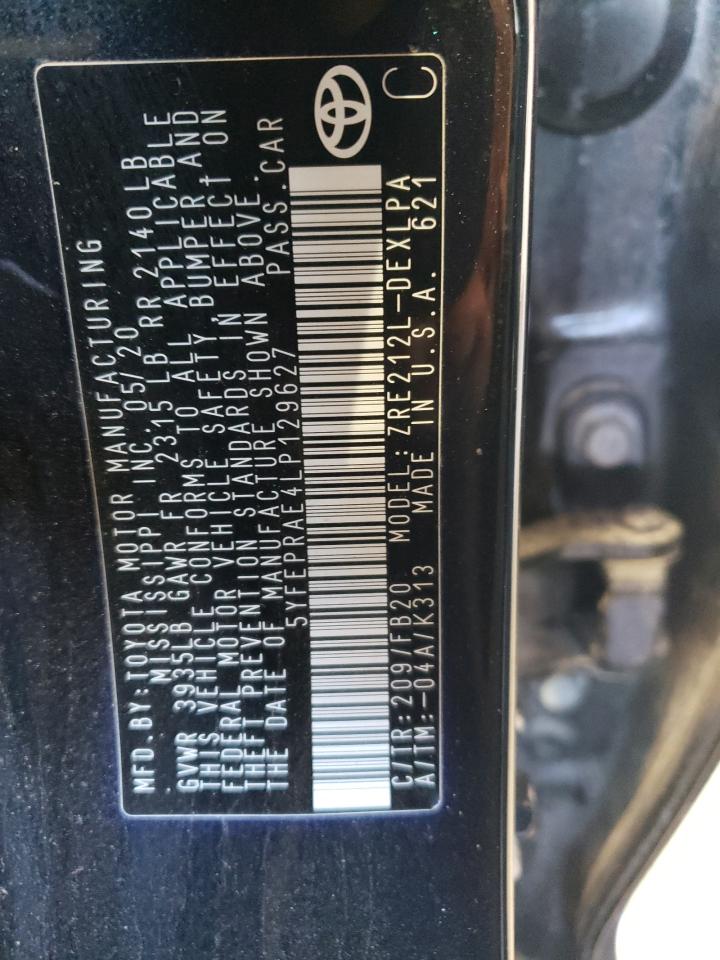 MFD.BY:TOYOTA MOTOR MANUFACTURING
MISSISSIPPI INC.05/20
GVWR 3935LB GAWR FR 2315 LB RR 2140LB
THIS VEHICLE CONFORMS TO ALL APPLICABLE
FEDERAL MOTOR VEHICLE SAFETY, BUMPER, AND
THEFT PREVENTION STANDARDS IN EFFECT ON
THE DATE OF MANUFACTURE SHOWN ABOVE.
5YFEPRAE4LP129627 PASS.CAR
C/TR:209/FB20 MODEL:ZRE212L-DEXLPA
A/TM:-04A/K313 MADE IN U.S.A. 621
C